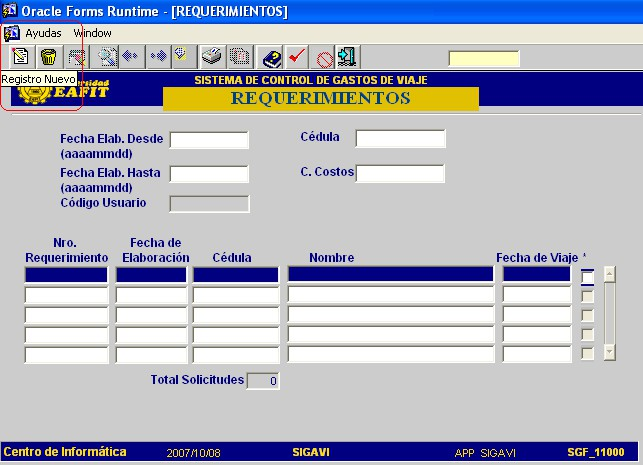 Oracle Forms Runtime - [REQUERIMIENTOS]
Ayudas Window
Registro Nuevo
EAFIT
SISTEMA DE CONTROL DE GASTOS DE VIAJE
REQUERIMIENTOS
Fecha Elab. Desde
(aaaammdd)
Cédula
Fecha Elab. Hasta
(aaaammdd)
C. Costos
Código Usuario
Nro. Requerimiento
Fecha de Elaboración
Cédula
Nombre
Fecha de Viaje *
Total Solicitudes 0
Centro de Informática 2007/10/08 SIGAVI APP SIGAVI SGF_11000